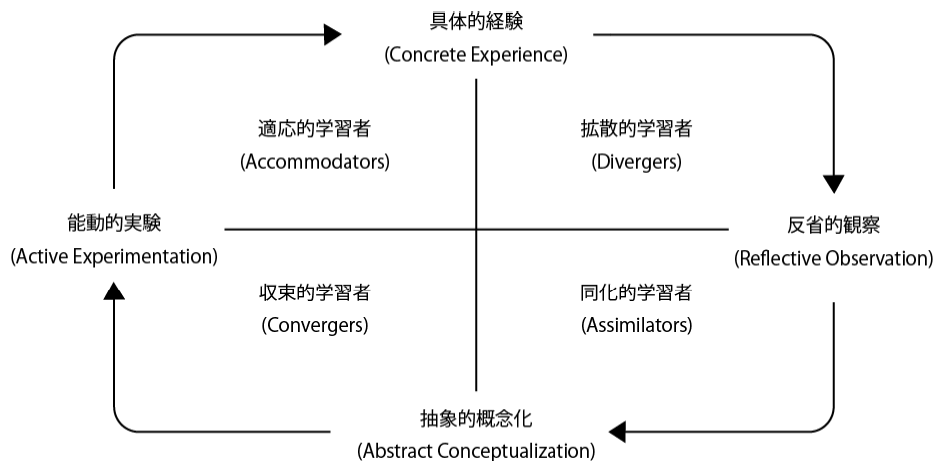 具体的経験
(Concrete Experience)
適応的学習者
(Accommodators)
拡散的学習者
(Divergers)
能動的実験
(Active Experimentation)
反省的観察
(Reflective Observation)
収束的学習者
(Convergers)
同化的学習者
(Assimilators)
抽象的概念化
(Abstract Conceptualization)